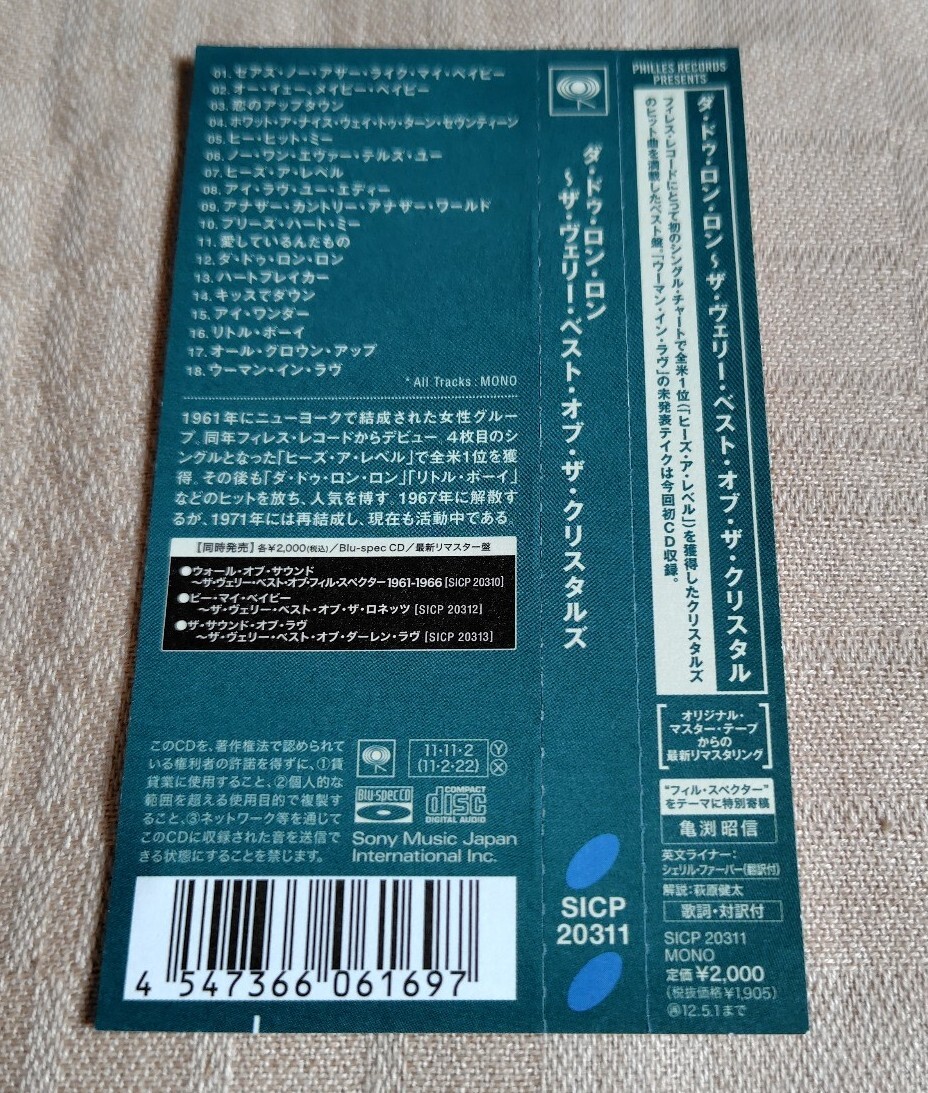 01. ゼアズ・ノー・アザー・ライク・マイ・ベイビー
02. オー・イェー、メイビー・ベイビー
03. 恋のアップタウン
04. ホワット・ア・ナイス・ウェイ・トゥ・ターン・セヴンティーン
05. ヒー・ヒット・ミー
06. ノー・ワン・エヴァー・テルズ・ユー
07. ヒーズ・ア・レベル
08. アイ・ラヴ・ユー・エディー
09. アナザー・カントリー・アナザー・ワールド
10. プリーズ・ハート・ミー
11. 愛しているんだもの
12. ダ・ドゥ・ロン・ロン
13. ハートブレイカー
14. キッスでダウン
15. アイ・ワンダー
16. リトル・ボーイ
17. オール・グロウン・アップ
18. ウーマン・イン・ラヴ
*All Tracks : MONO
1961年にニューヨークで結成された女性グルー
プ。同年フィレス・レコードからデビュー。4枚目のシ
ングルとなった「ヒーズ・ア・レベル」で全米1位を獲
得。その後も「ダ・ドゥ・ロン・ロン」「リトル・ボーイ」
などのヒットを放ち、人気を博す。1967年に解散す
るが、1971年には再結成し、現在も活動中である。
【同時発売】各¥2,000(税込)／Blu-spec CD／最新リマスター盤
●ウォール・オブ・サウンド
～ザ・ヴェリー・ベスト・オブ・フィル・スペクター1961-1966 [SICP 20310]
●ビー・マイ・ベイビー
～ザ・ヴェリー・ベスト・オブ・ザ・ロネッツ [SICP 20312]
●ザ・サウンド・オブ・ラヴ
～ザ・ヴェリー・ベスト・オブ・ダーレン・ラヴ [SICP 20313]
このCDを、著作権法で認められて
いる権利者の許諾を得ずに、①賃
貸業に使用すること、②個人的な
範囲を超える使用目的で複製す
ること、③ネットワーク等を通じて
このCDに収録された音を送信で
きる状態にすることを禁じます。
11・11・2
(11・2・22)
Ⓨ
Ⓧ
Blu-spec CD
COMPACT
disc
DIGITAL AUDIO
Sony Music Japan
International Inc.
4 547366 061697
ダ・ドゥ・ロン・ロン
～ザ・ヴェリー・ベスト・オブ・ザ・クリスタルズ
SICP
20311
PHILLES RECORDS
PRESENTS
ダ・ドゥ・ロン・ロン～ザ・ヴェリー・ベスト・オブ・ザ・クリスタル
フィレス・レコードにとって初のシングル・チャートで全米1位(「ヒーズ・ア・レベル」)を獲得したクリスタルズ
のヒット曲を満載したベスト盤。「ウーマン・イン・ラヴ」の未発表テイクは今回初CD収録。
オリジナル・
マスター・テープ
からの
最新リマスタリング
“フィル・スペクター”
をテーマに特別寄稿
亀渕昭信
英文ライナー：
シェリル・ファーバー(翻訳付)
解説：萩原健太
歌詞・対訳付
SICP 20311
MONO
定価¥2,000
(税抜価格¥1,905)
㊐12.5.1まで